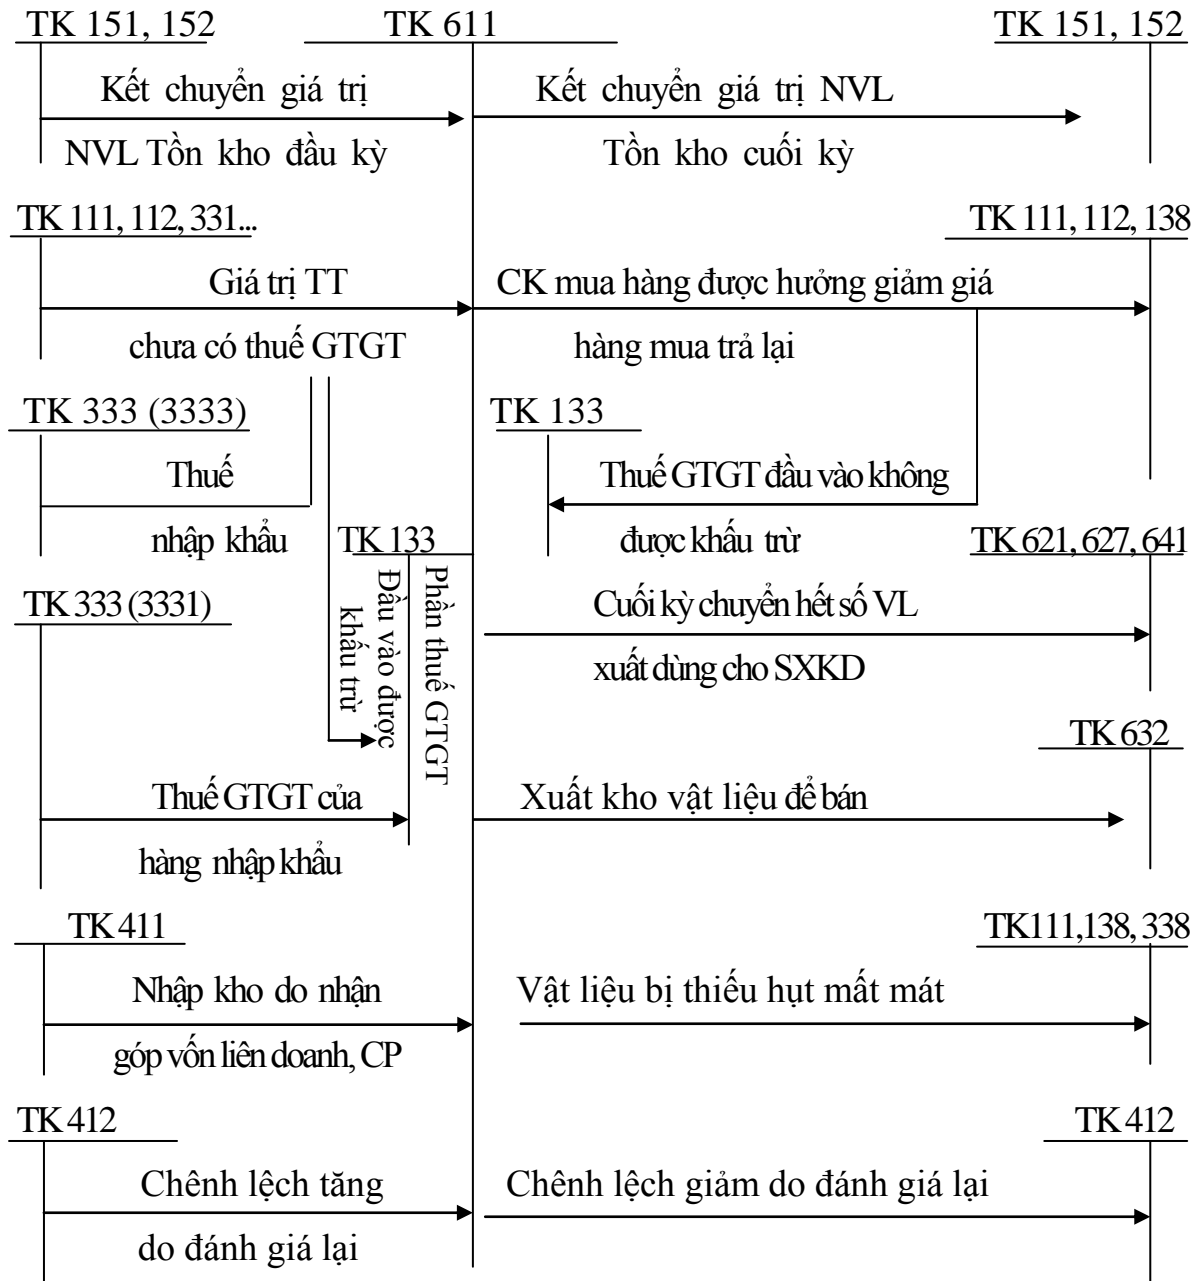 TK 151, 152
TK 611
TK 151, 152
Kết chuyển giá trị
Kết chuyển giá trị NVL
NVL Tồn kho đầu kỳ
Tồn kho cuối kỳ
TK 111, 112, 331...
TK 111, 112, 138
Giá trị TT
CK mua hàng được hưởng giảm giá
chưa có thuế GTGT
hàng mua trả lại
TK 333 (3333)
TK 133
Thuế
Thuế GTGT đầu vào không
nhập khẩu
TK 133
được khấu trừ
TK 621, 627, 641
Phần thuế GTGT
Đầu vào được
khấu trừ
TK 333 (3331)
Cuối kỳ chuyển hết số VL
xuất dùng cho SXKD
TK 632
Thuế GTGT của
Xuất kho vật liệu để bán
hàng nhập khẩu
TK 411
TK111,138, 338
Nhập kho do nhận
Vật liệu bị thiếu hụt mất mát
góp vốn liên doanh, CP
TK 412
TK 412
Chênh lệch tăng
Chênh lệch giảm do đánh giá lại
do đánh giá lại